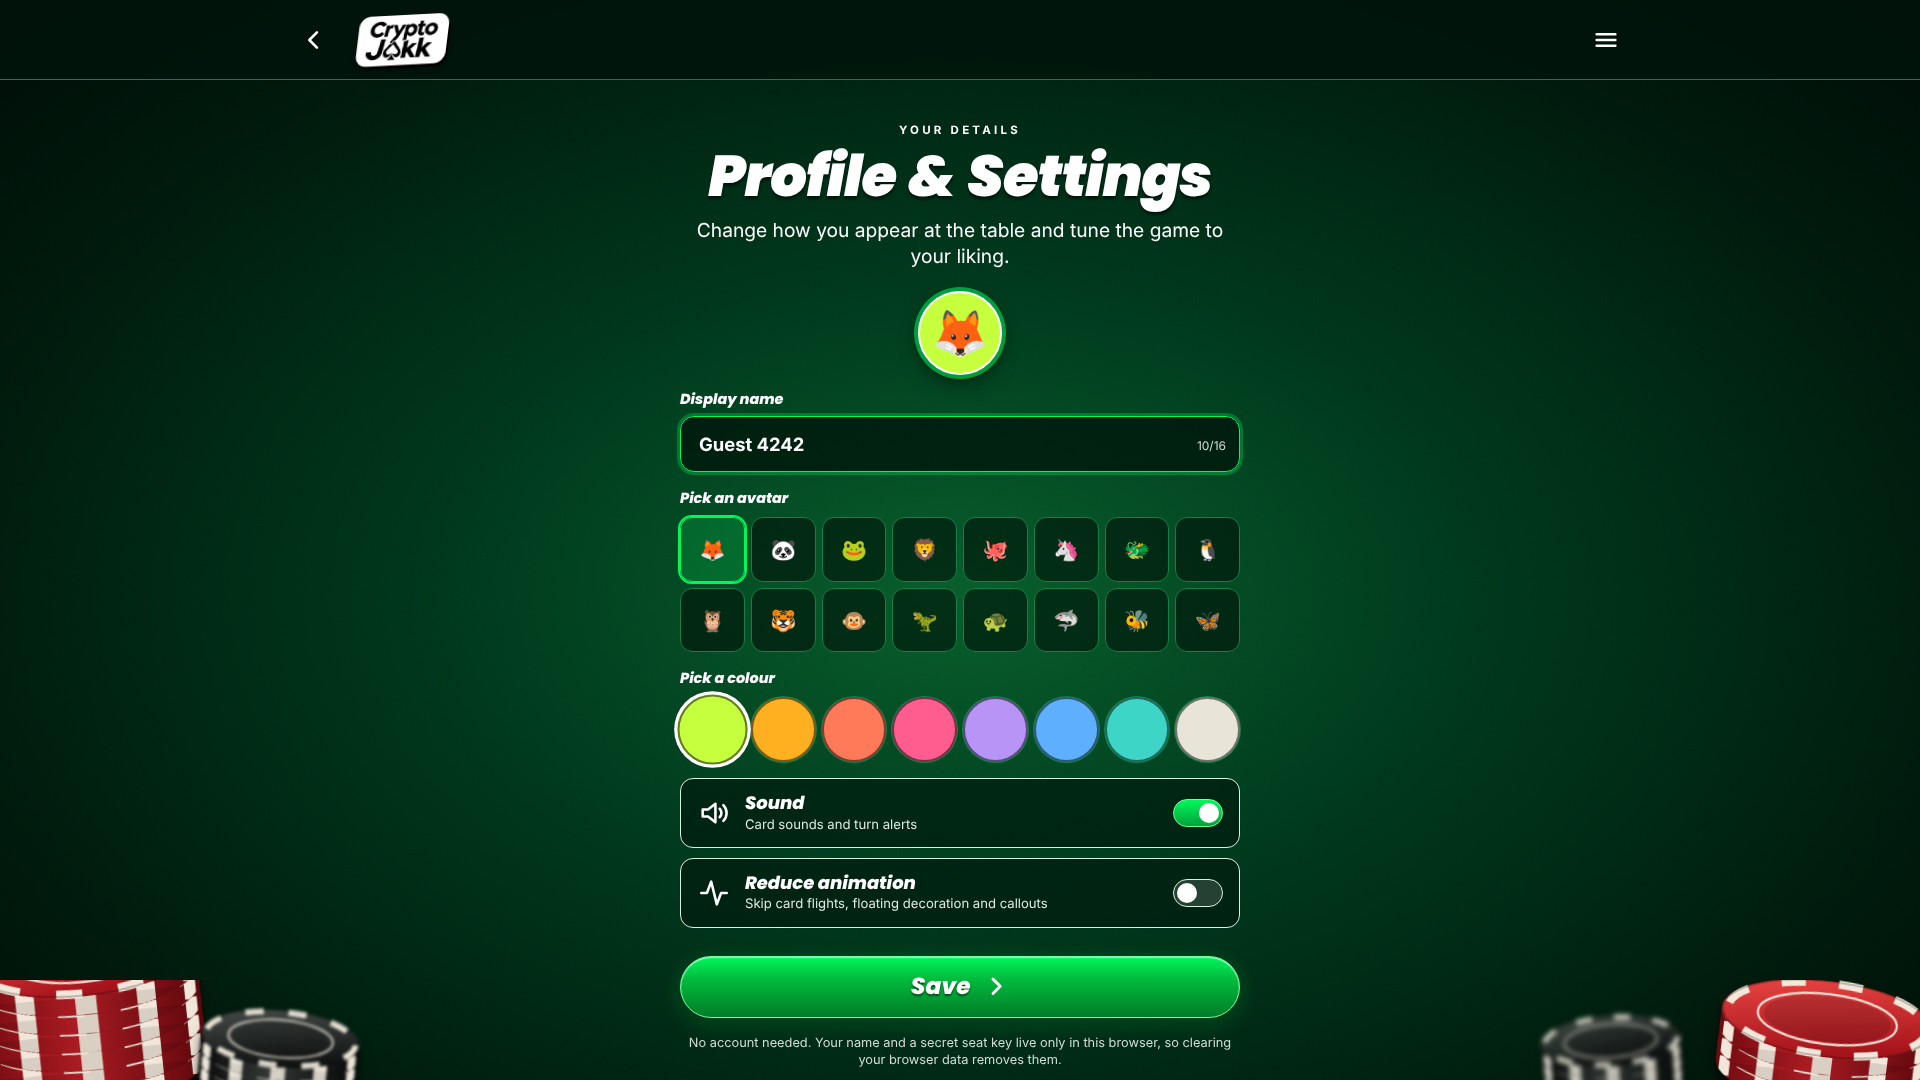 Crypto
Jokk
YOUR DETAILS
Profile & Settings
Change how you appear at the table and tune the game to
your liking.
Display name
Guest 4242
10/16
Pick an avatar
Pick a colour
Sound
Card sounds and turn alerts
Reduce animation
Skip card flights, floating decoration and callouts
Save
No account needed. Your name and a secret seat key live only in this browser, so clearing
your browser data removes them.